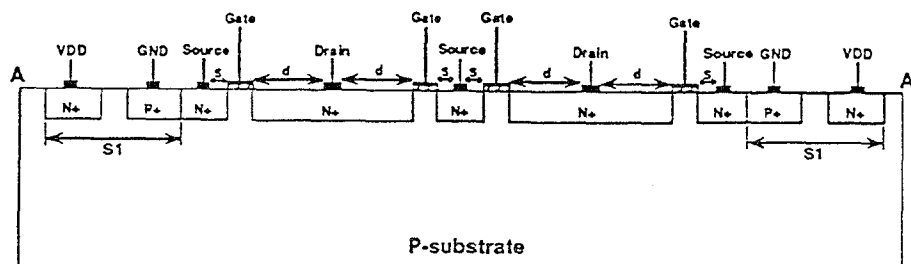 Gate Gate Gate Gate
VDD GND Source Drain Source Drain Source GND VDD
A S d d S S d d S A
N+ P+ N+ N+ N+ N+ N+ P+ N+
S1 S1
P-substrate